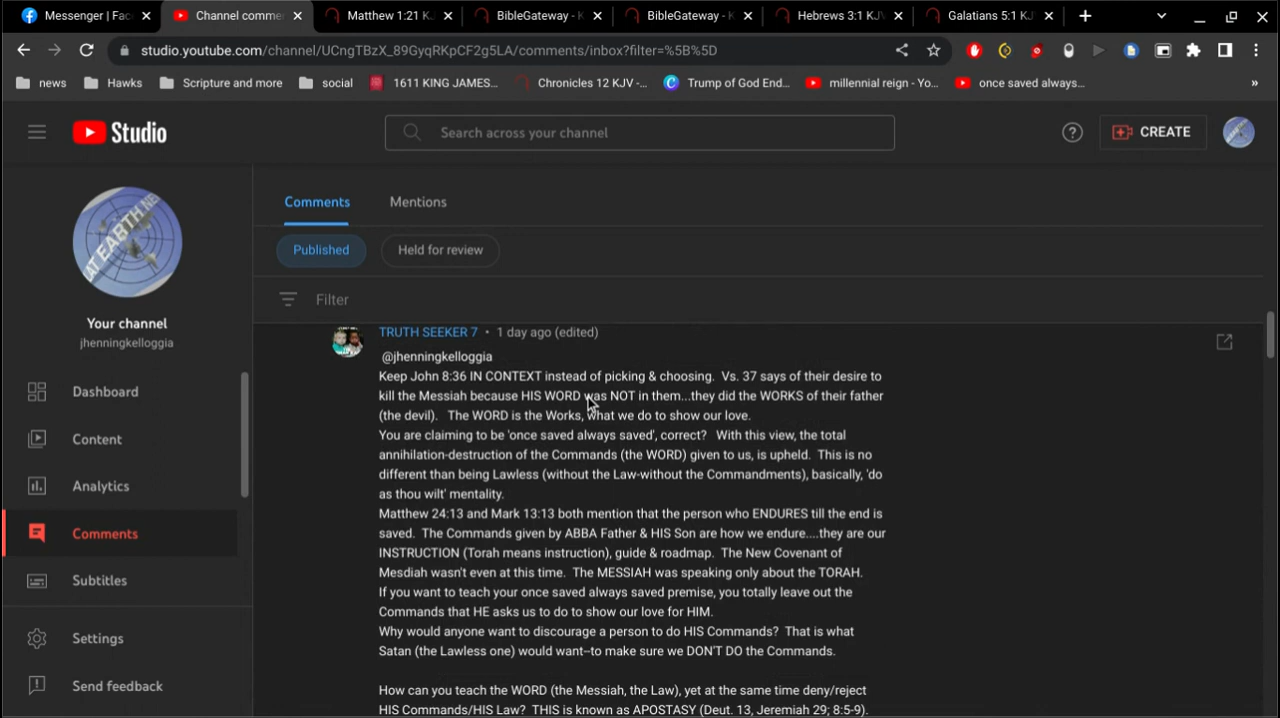 Messenger | Fac
Channel comme
Matthew 1:21 KJ
BibleGateway - K
BibleGateway - K
Hebrews 3:1 KJV
Galatians 5:1 KJ
studio.youtube.com/channel/UCngTBzX_89GyqRKpCF2g5LA/comments/inbox?filter=%5B%5D
news
Hawks
Scripture and more
social
1611 KING JAMES...
Chronicles 12 KJV -...
Trump of God End...
millennial reign - Yo...
once saved always...
»
Studio
Search across your channel
CREATE
AT EARTH NE
Your channel
jhenningkelloggia
Dashboard
Content
Analytics
Comments
Subtitles
Settings
Send feedback
Comments
Mentions
Published
Held for review
Filter
TRUTH SEEKER 7 • 1 day ago (edited)
@jhenningkelloggia
Keep John 8:36 IN CONTEXT instead of picking & choosing. Vs. 37 says of their desire to
kill the Messiah because HIS WORD was NOT in them...they did the WORKS of their father
(the devil). The WORD is the Works, what we do to show our love.
You are claiming to be 'once saved always saved', correct? With this view, the total
annihilation-destruction of the Commands (the WORD) given to us, is upheld. This is no
different than being Lawless (without the Law-without the Commandments), basically, 'do
as thou wilt' mentality.
Matthew 24:13 and Mark 13:13 both mention that the person who ENDURES till the end is
saved. The Commands given by ABBA Father & HIS Son are how we endure....they are our
INSTRUCTION (Torah means instruction), guide & roadmap. The New Covenant of
Mesdiah wasn't even at this time. The MESSIAH was speaking only about the TORAH.
If you want to teach your once saved always saved premise, you totally leave out the
Commands that HE asks us to do to show our love for HIM.
Why would anyone want to discourage a person to do HIS Commands? That is what
Satan (the Lawless one) would want–to make sure we DON'T DO the Commands.
How can you teach the WORD (the Messiah, the Law), yet at the same time deny/reject
HIS Commands/HIS Law? THIS is known as APOSTASY (Deut. 13, Jeremiah 29; 8:5-9).